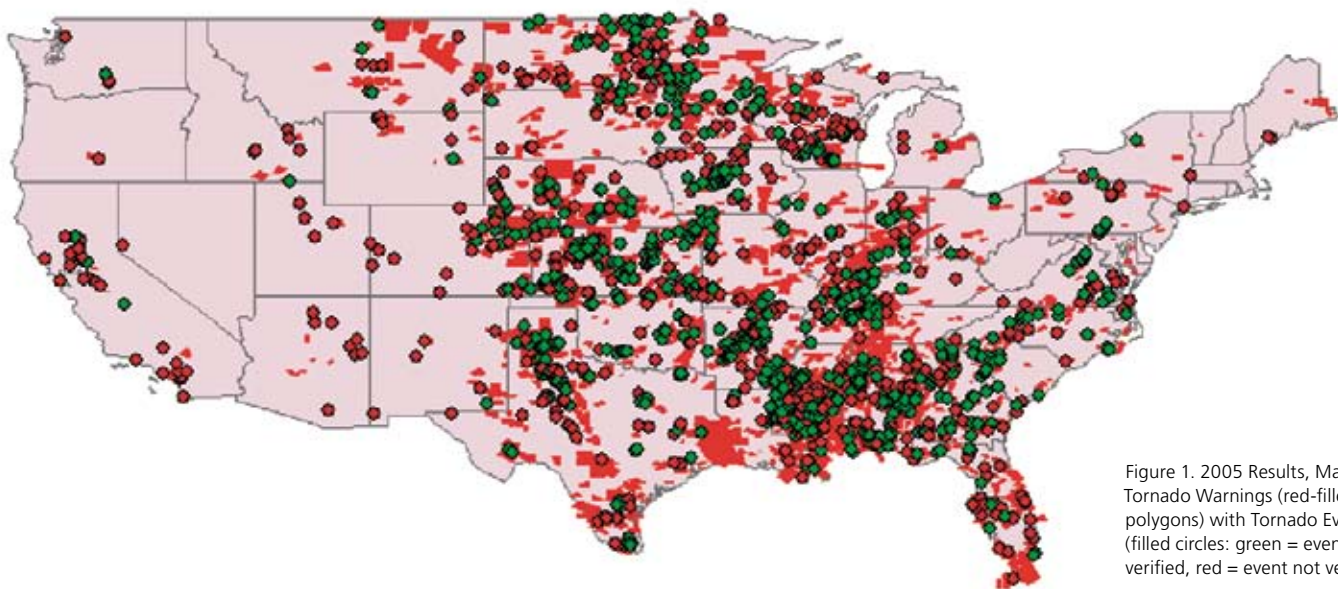 Figure 1. 2005 Results, Ma
Tornado Warnings (red-fille
polygons) with Tornado Ev
(filled circles: green = even
verified, red = event not ve